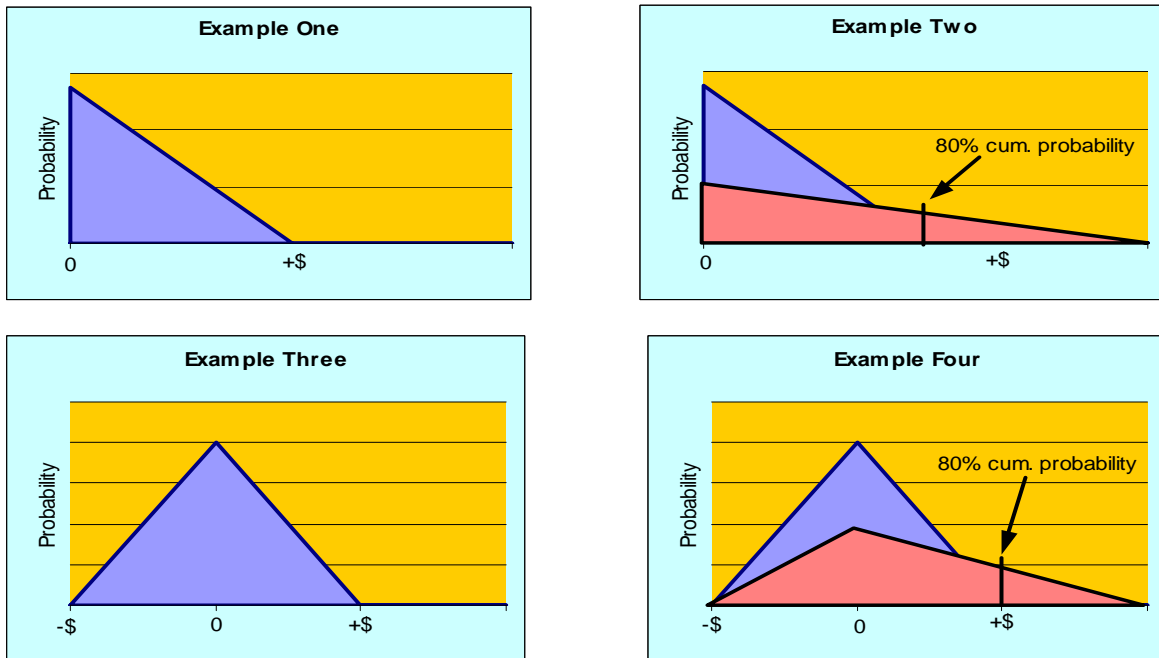 Example One
Probability
0
+$
Example Two
Probability
80% cum. probability
0
+$
Example Three
Probability
-$
0
+$
Example Four
Probability
80% cum. probability
-$
0
+$